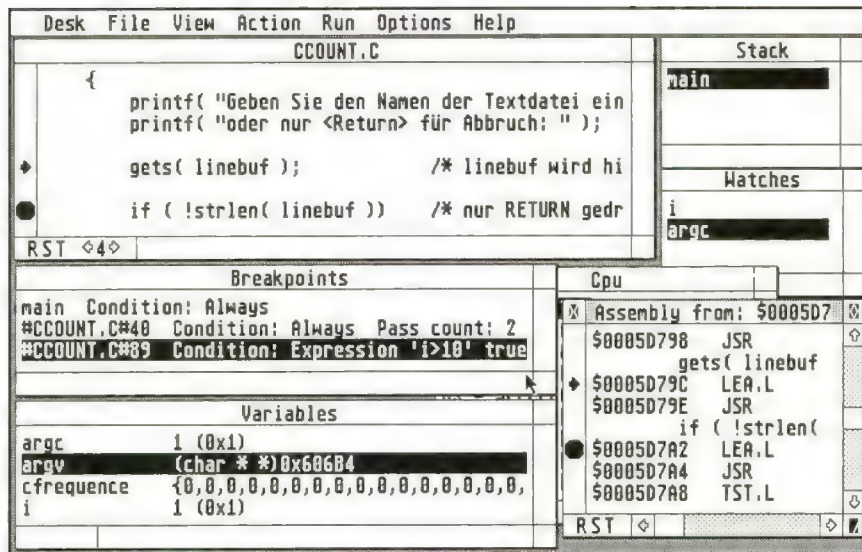 Desk File View Action Run Options Help
CCOUNT.C
{
printf( "Geben Sie den Namen der Textdatei ein
printf( "oder nur <Return> für Abbruch: " );
gets( linebuf ); /* linebuf wird hi
if ( !strlen( linebuf )) /* nur RETURN gedr
RST 4
Stack
main
Watches
i
argc
Breakpoints
main Condition: Always
#CCOUNT.C#40 Condition: Always Pass count: 2
#CCOUNT.C#89 Condition: Expression 'i>10' true
Variables
argc 1 (0x1)
argv (char * *)0x606B4
cfrequence {0,0,0,0,0,0,0,0,0,0,0,0,0,0,0,0,
i 1 (0x1)
Cpu
Assembly from: $0005D7
$0005D798 JSR
gets( linebuf
$0005D79C LEA.L
$0005D79E JSR
if ( !strlen(
$0005D7A2 LEA.L
$0005D7A4 JSR
$0005D7A8 TST.L
RST